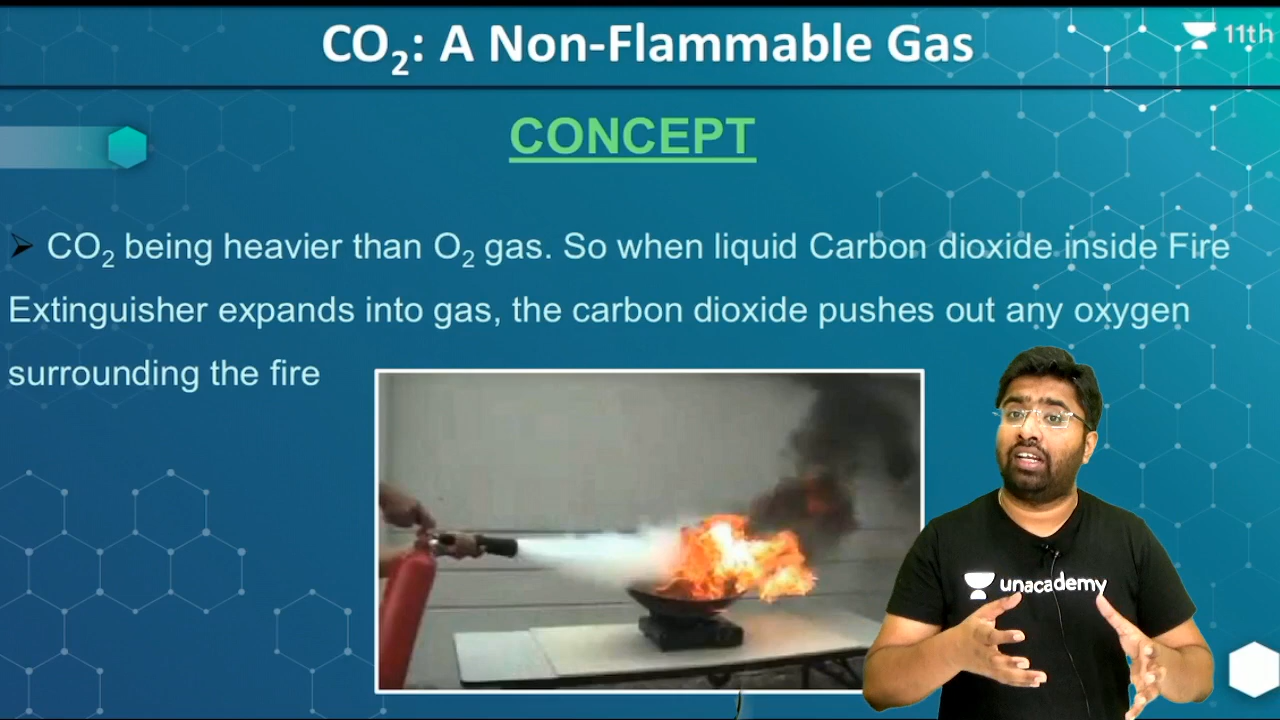 CO₂: A Non-Flammable Gas
11th
CONCEPT
➢ CO₂ being heavier than O₂ gas. So when liquid Carbon dioxide inside Fire
Extinguisher expands into gas, the carbon dioxide pushes out any oxygen
surrounding the fire
unacademy